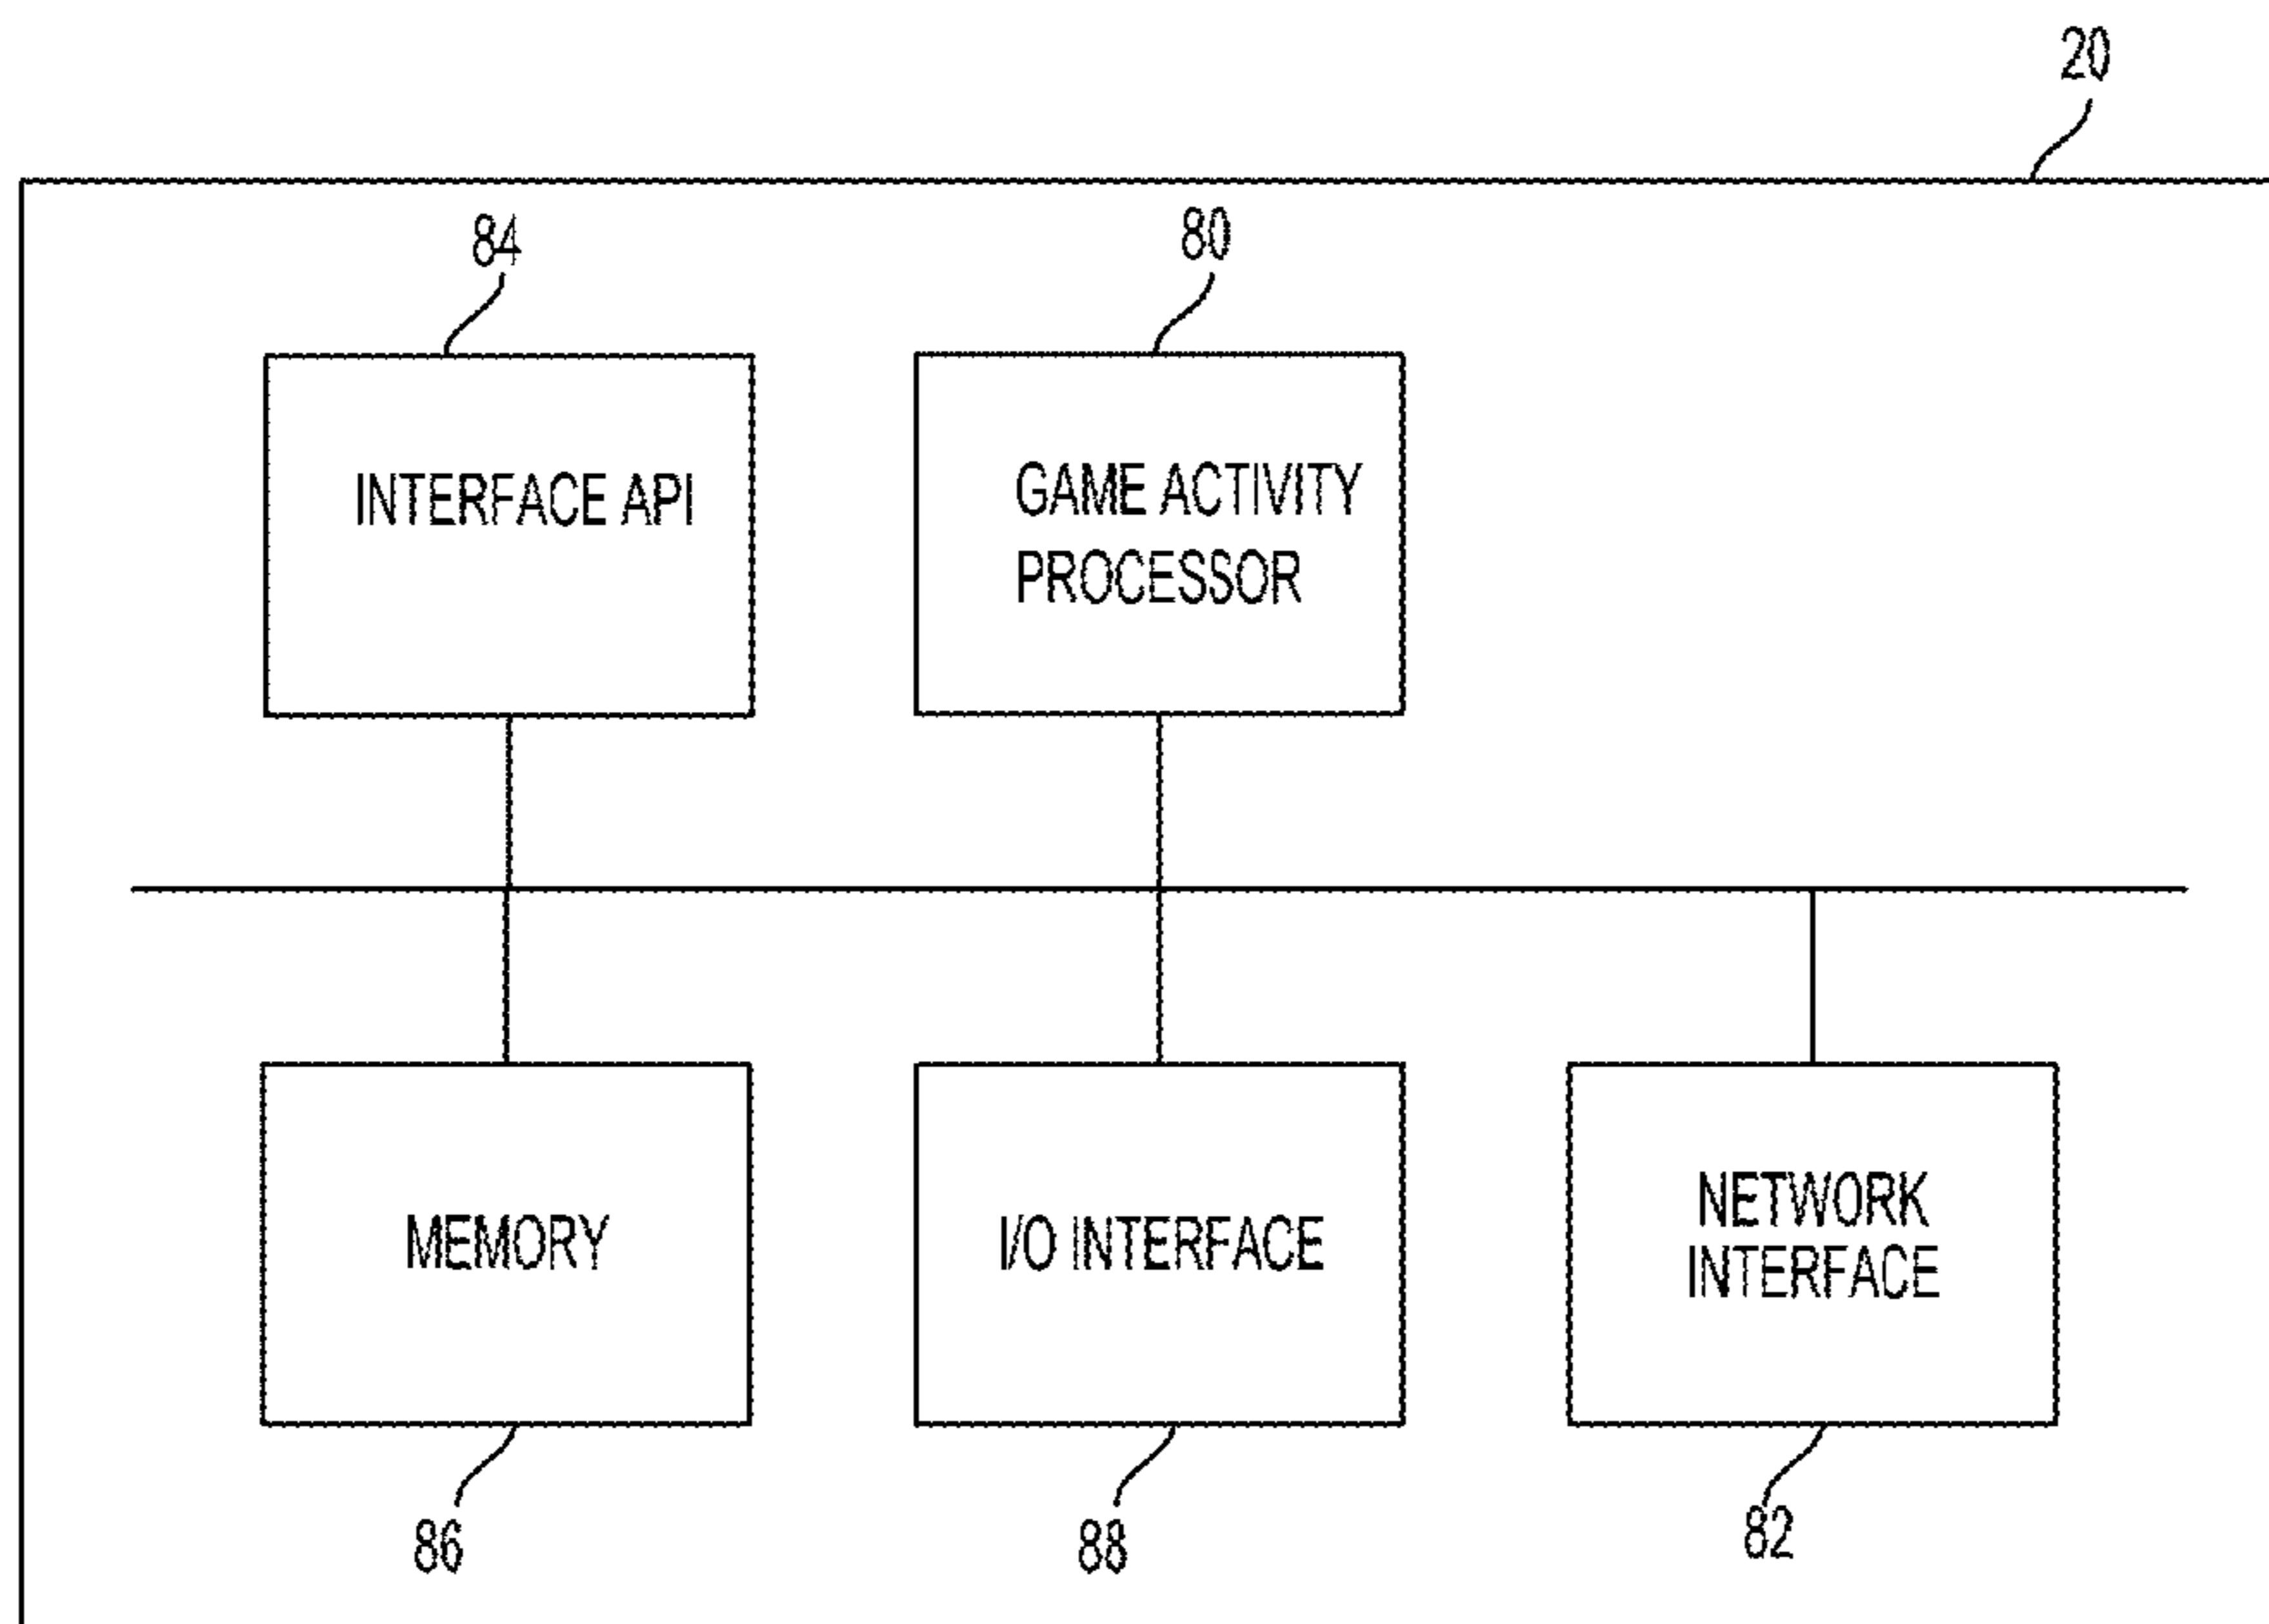 20
84
80
INTERFACE API
GAME ACTIVITY
PROCESSOR
MEMORY
I/O INTERFACE
NETWORK
INTERFACE
86
88
82